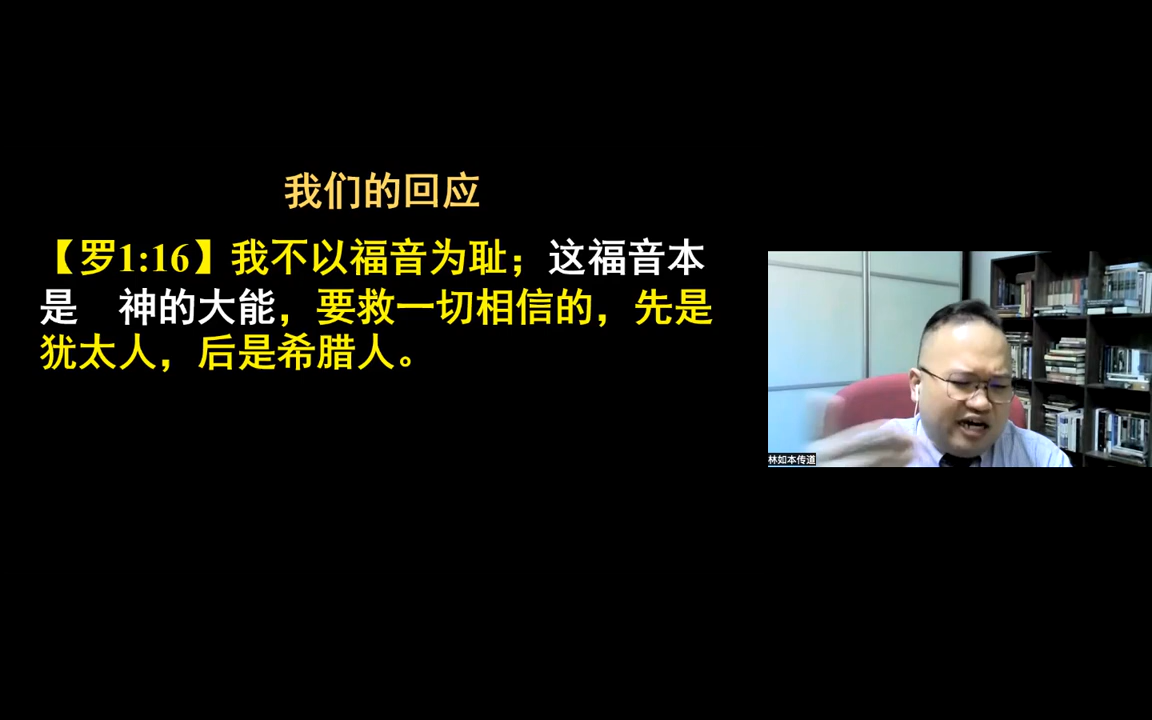 我们的回应
【罗1:16】我不以福音为耻；这福音本
是　神的大能，要救一切相信的，先是
犹太人，后是希腊人。
林如本传道